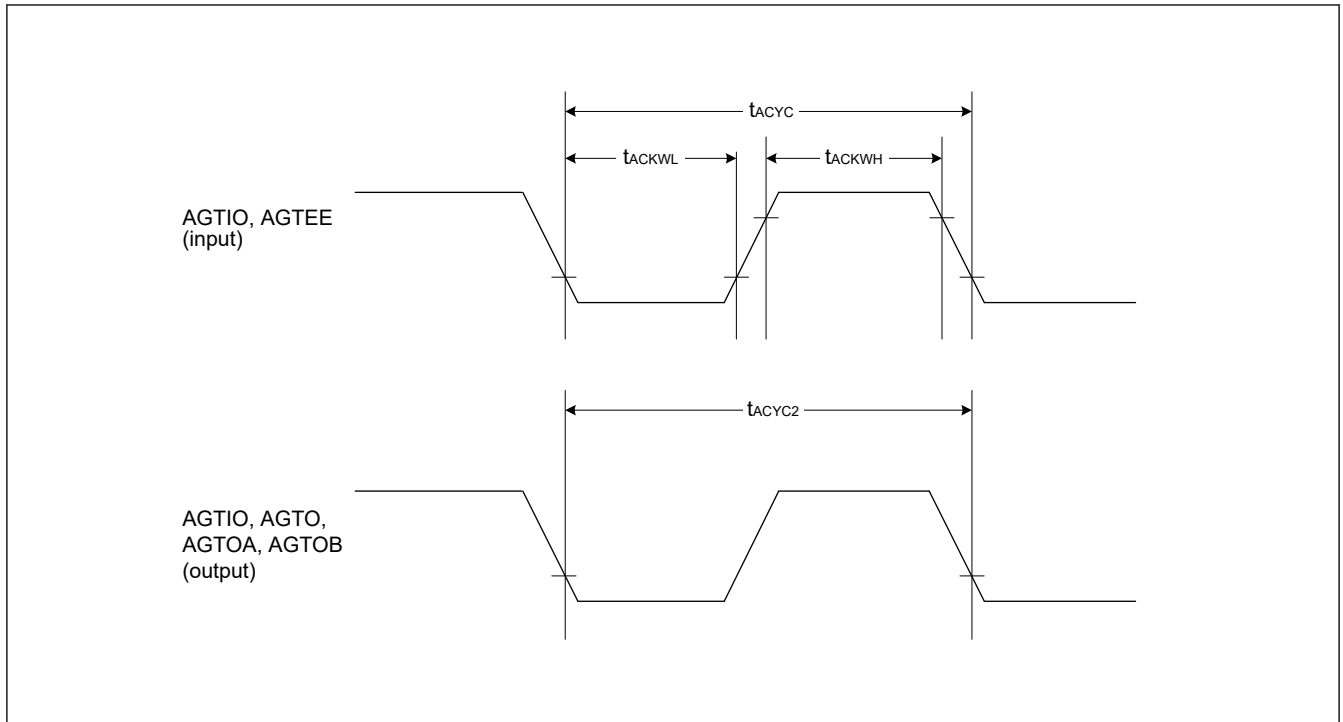 tACYC
tACKWL
tACKWH
AGTIO, AGTEE
(input)
tACYC2
AGTIO, AGTO,
AGTOA, AGTOB
(output)